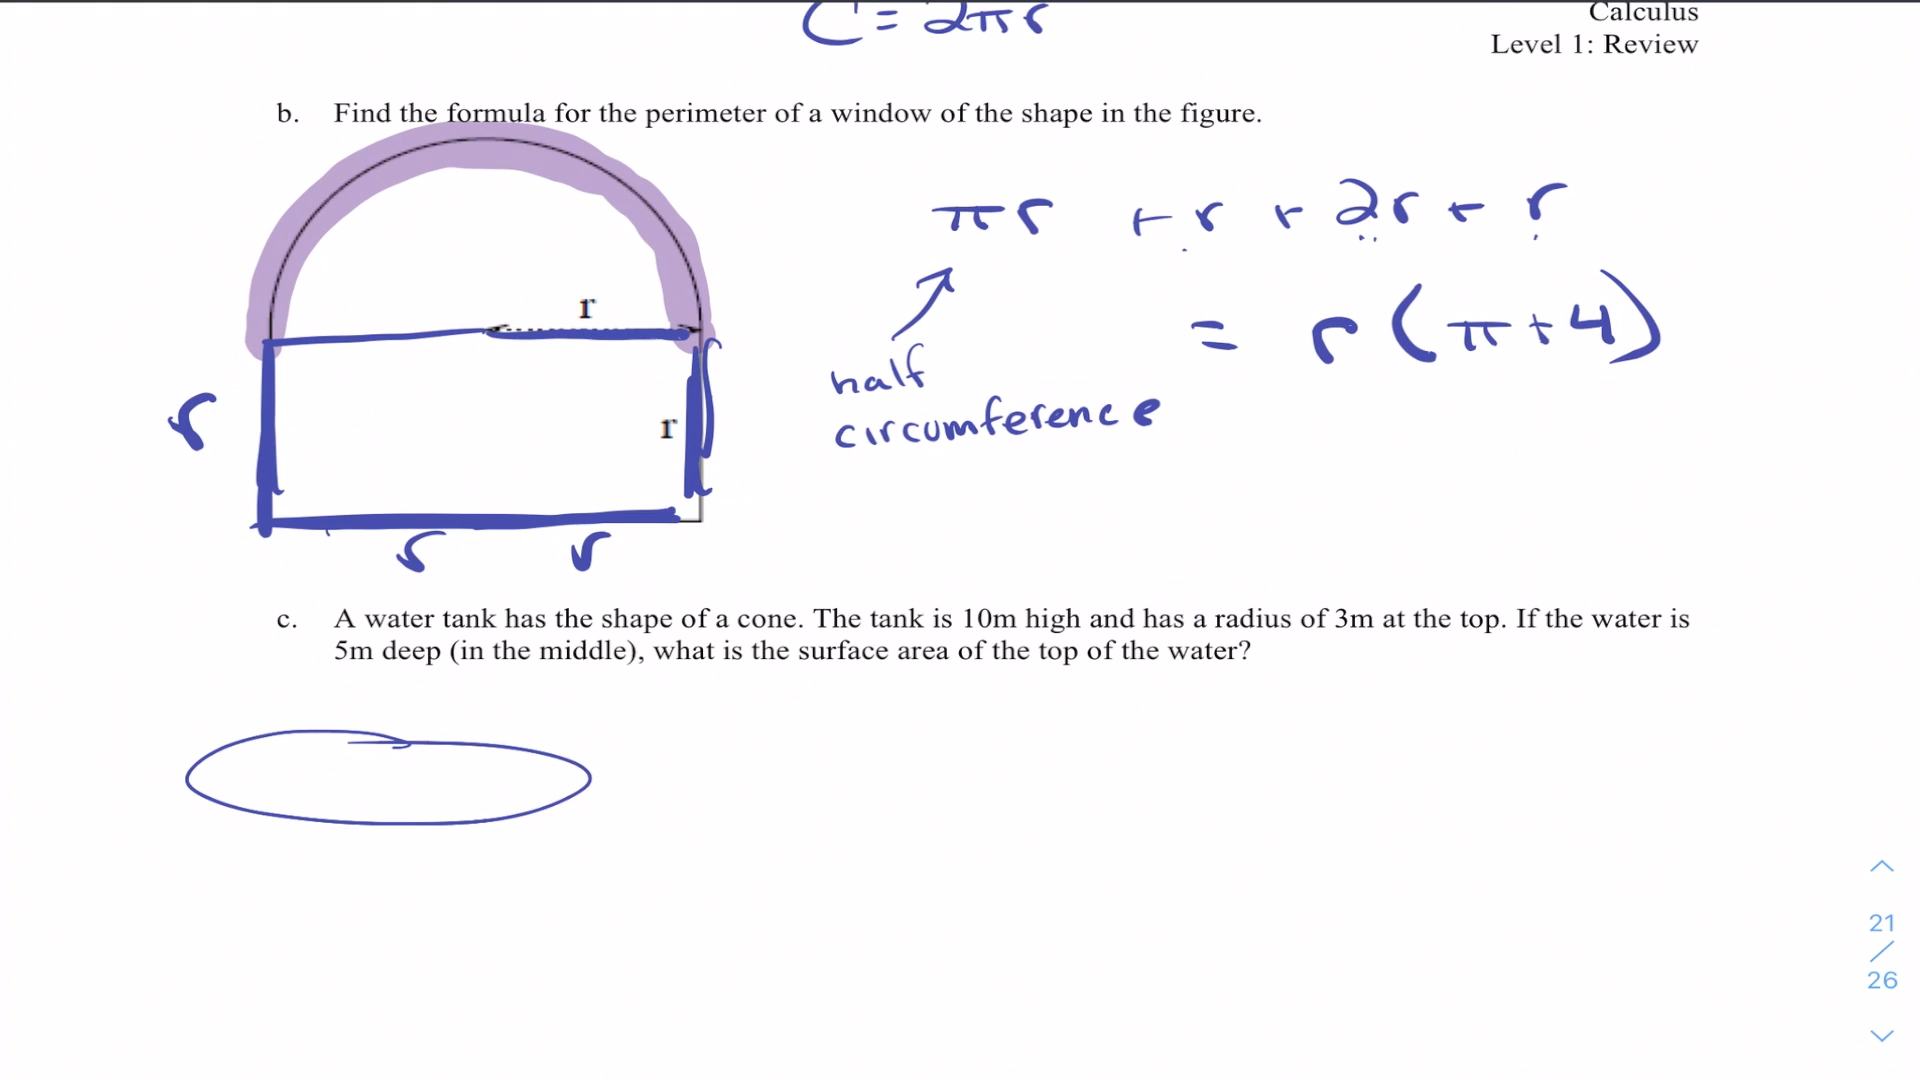 C = 2πr
Calculus
Level 1: Review
b. Find the formula for the perimeter of a window of the shape in the figure.
πr + r + 2r + r
= r(π+4)
half
circumference
r
r
r
r r
c. A water tank has the shape of a cone. The tank is 10m high and has a radius of 3m at the top. If the water is
5m deep (in the middle), what is the surface area of the top of the water?
21
/
26